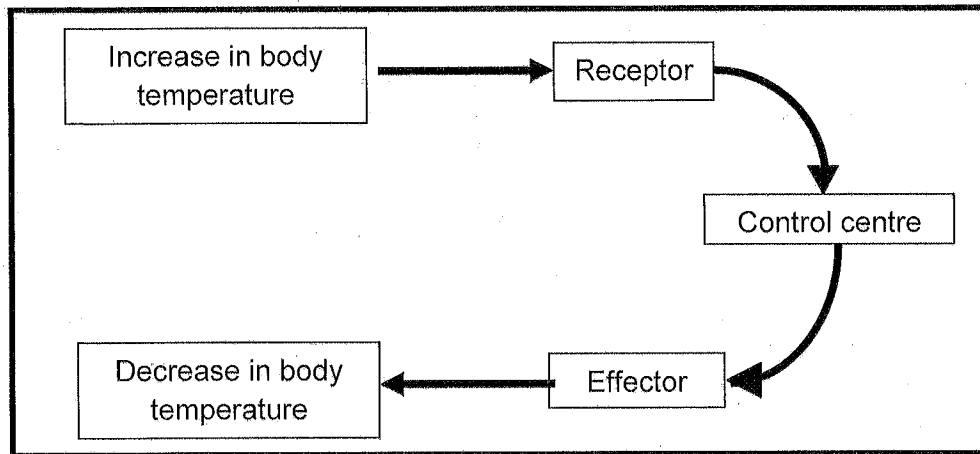 Increase in body
temperature
Receptor
Control centre
Effector
Decrease in body
temperature